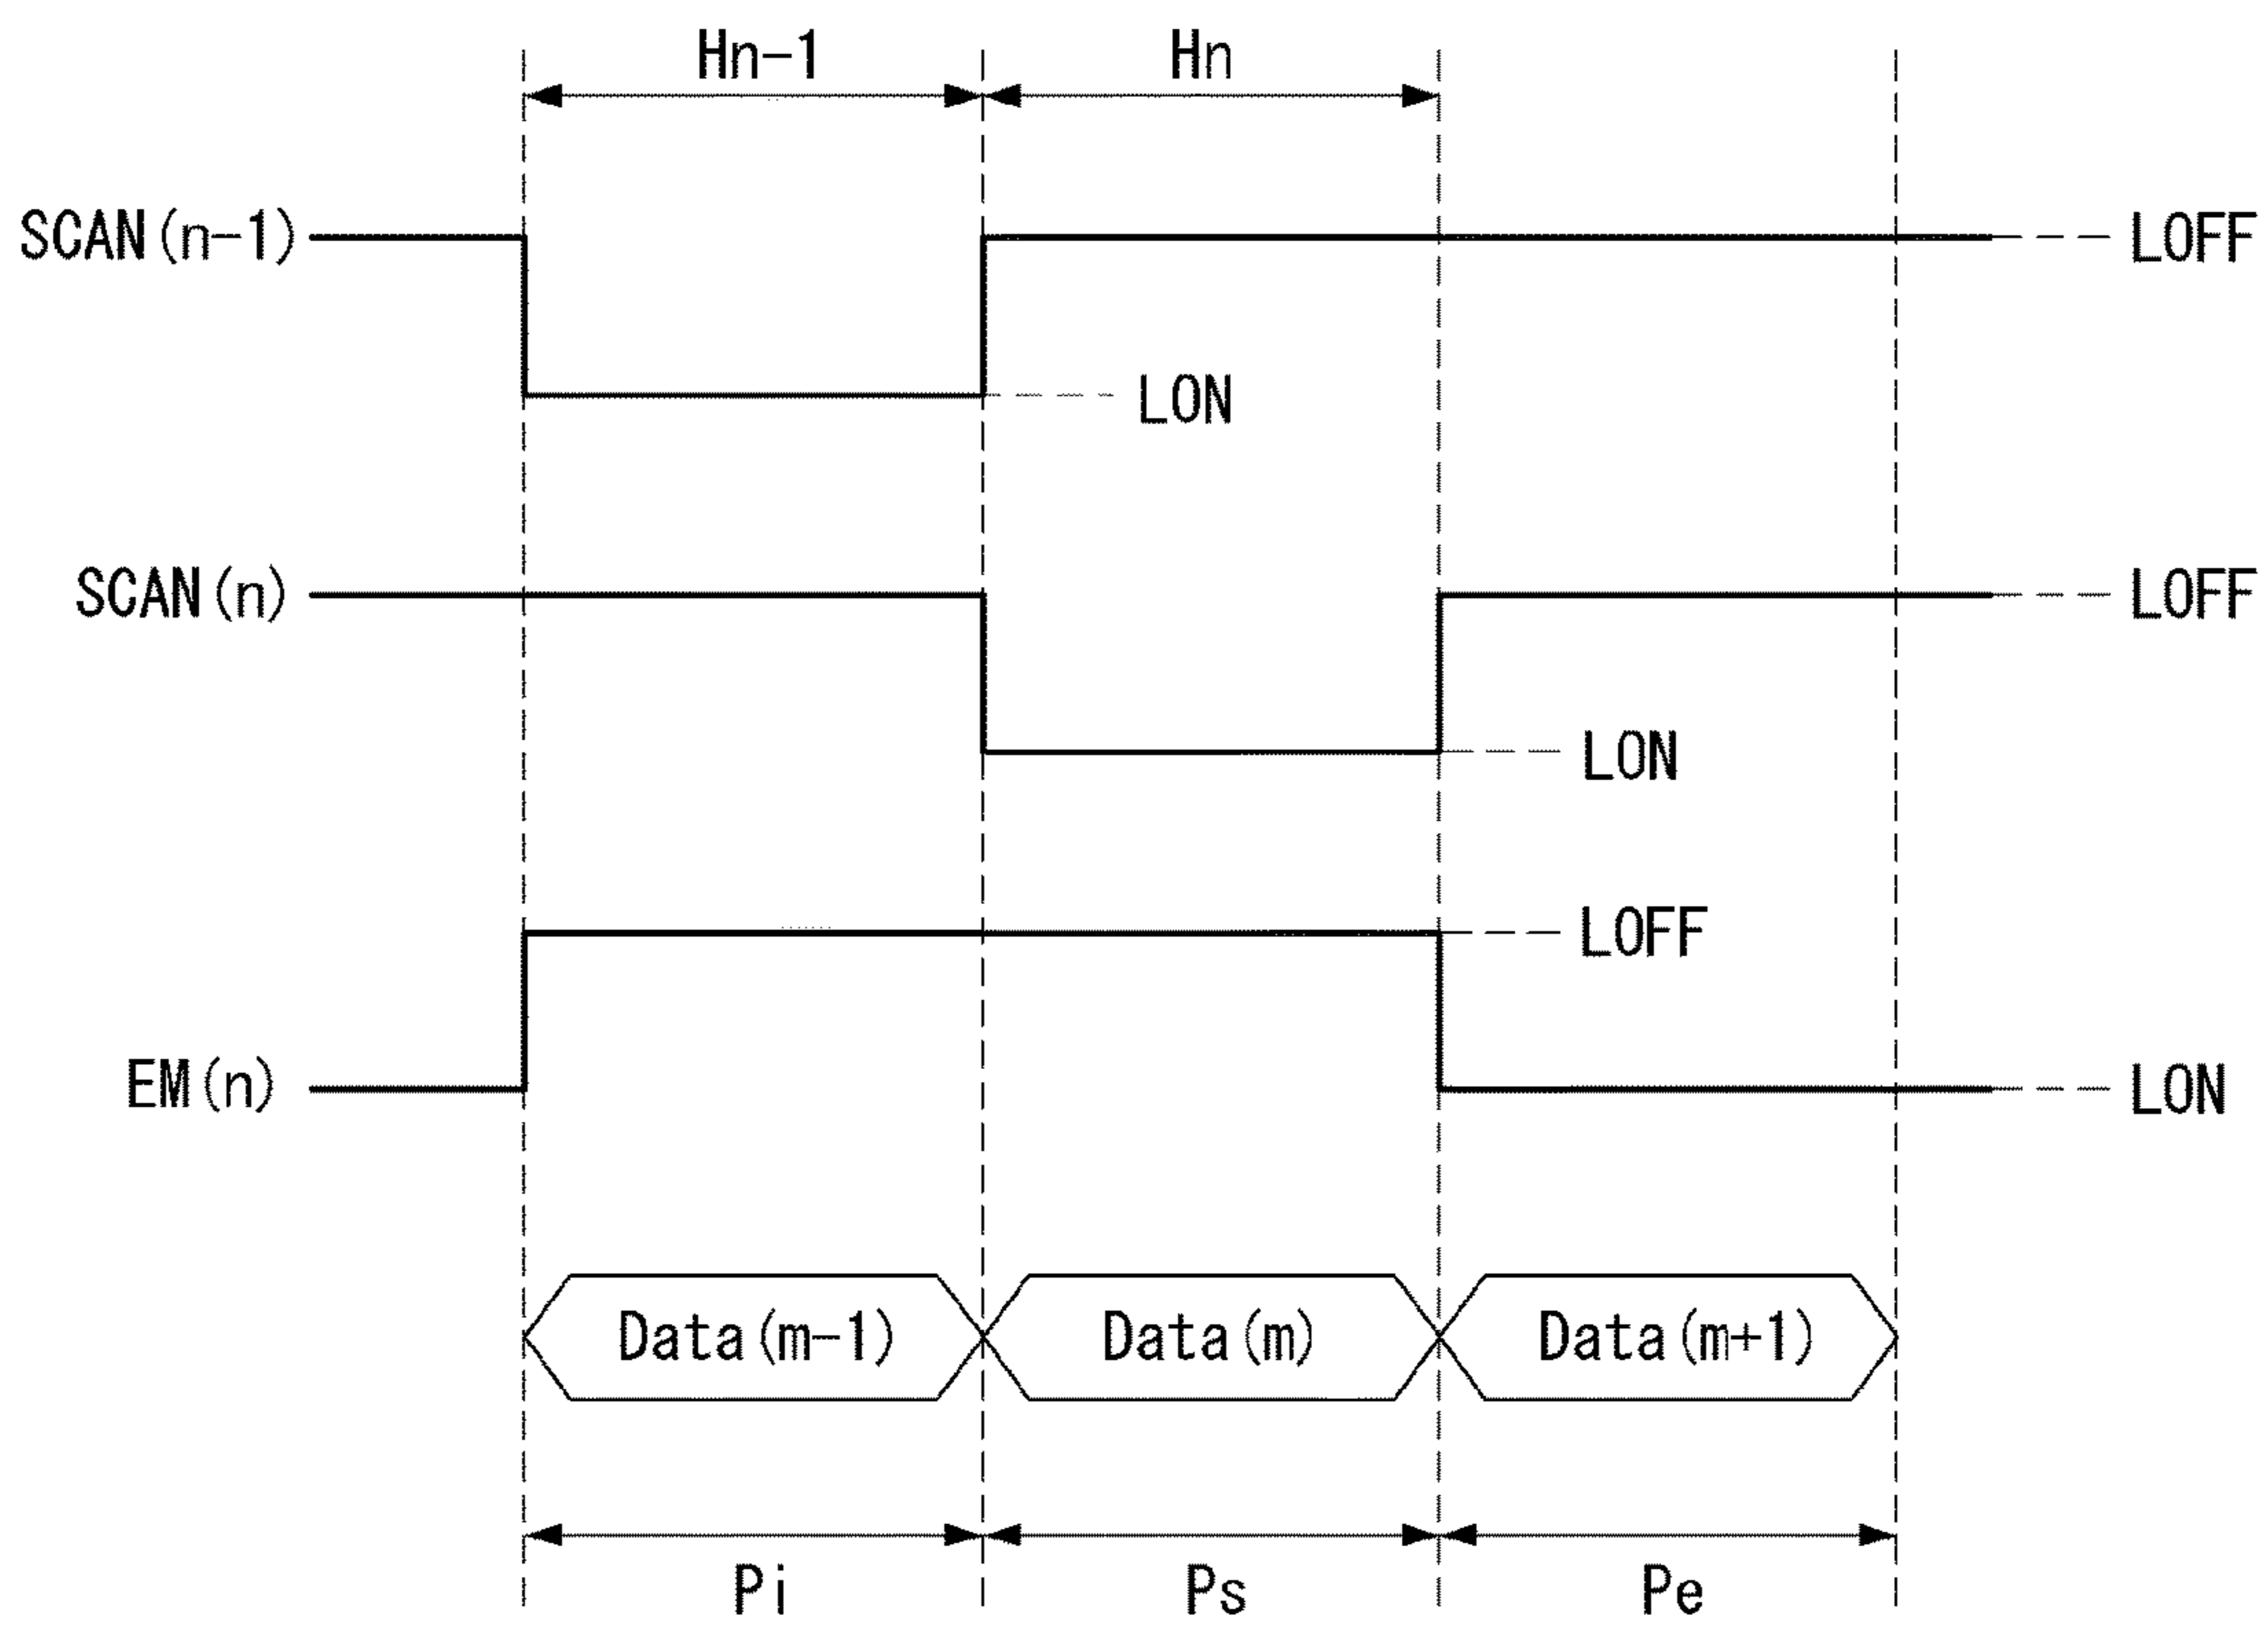 Hn-1 Hn
SCAN(n-1) LOFF
LON
SCAN(n) LOFF
LON
LOFF
EM(n) LON
Data(m-1) Data(m) Data(m+1)
Pi Ps Pe